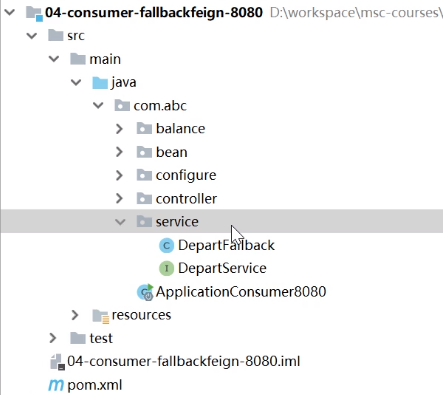 04-consumer-fallbackfeign-8080 D:\workspace\msc-courses\
src
main
java
com.abc
balance
bean
configure
controller
service
DepartFallback
DepartService
ApplicationConsumer8080
resources
test
04-consumer-fallbackfeign-8080.iml
pom.xml